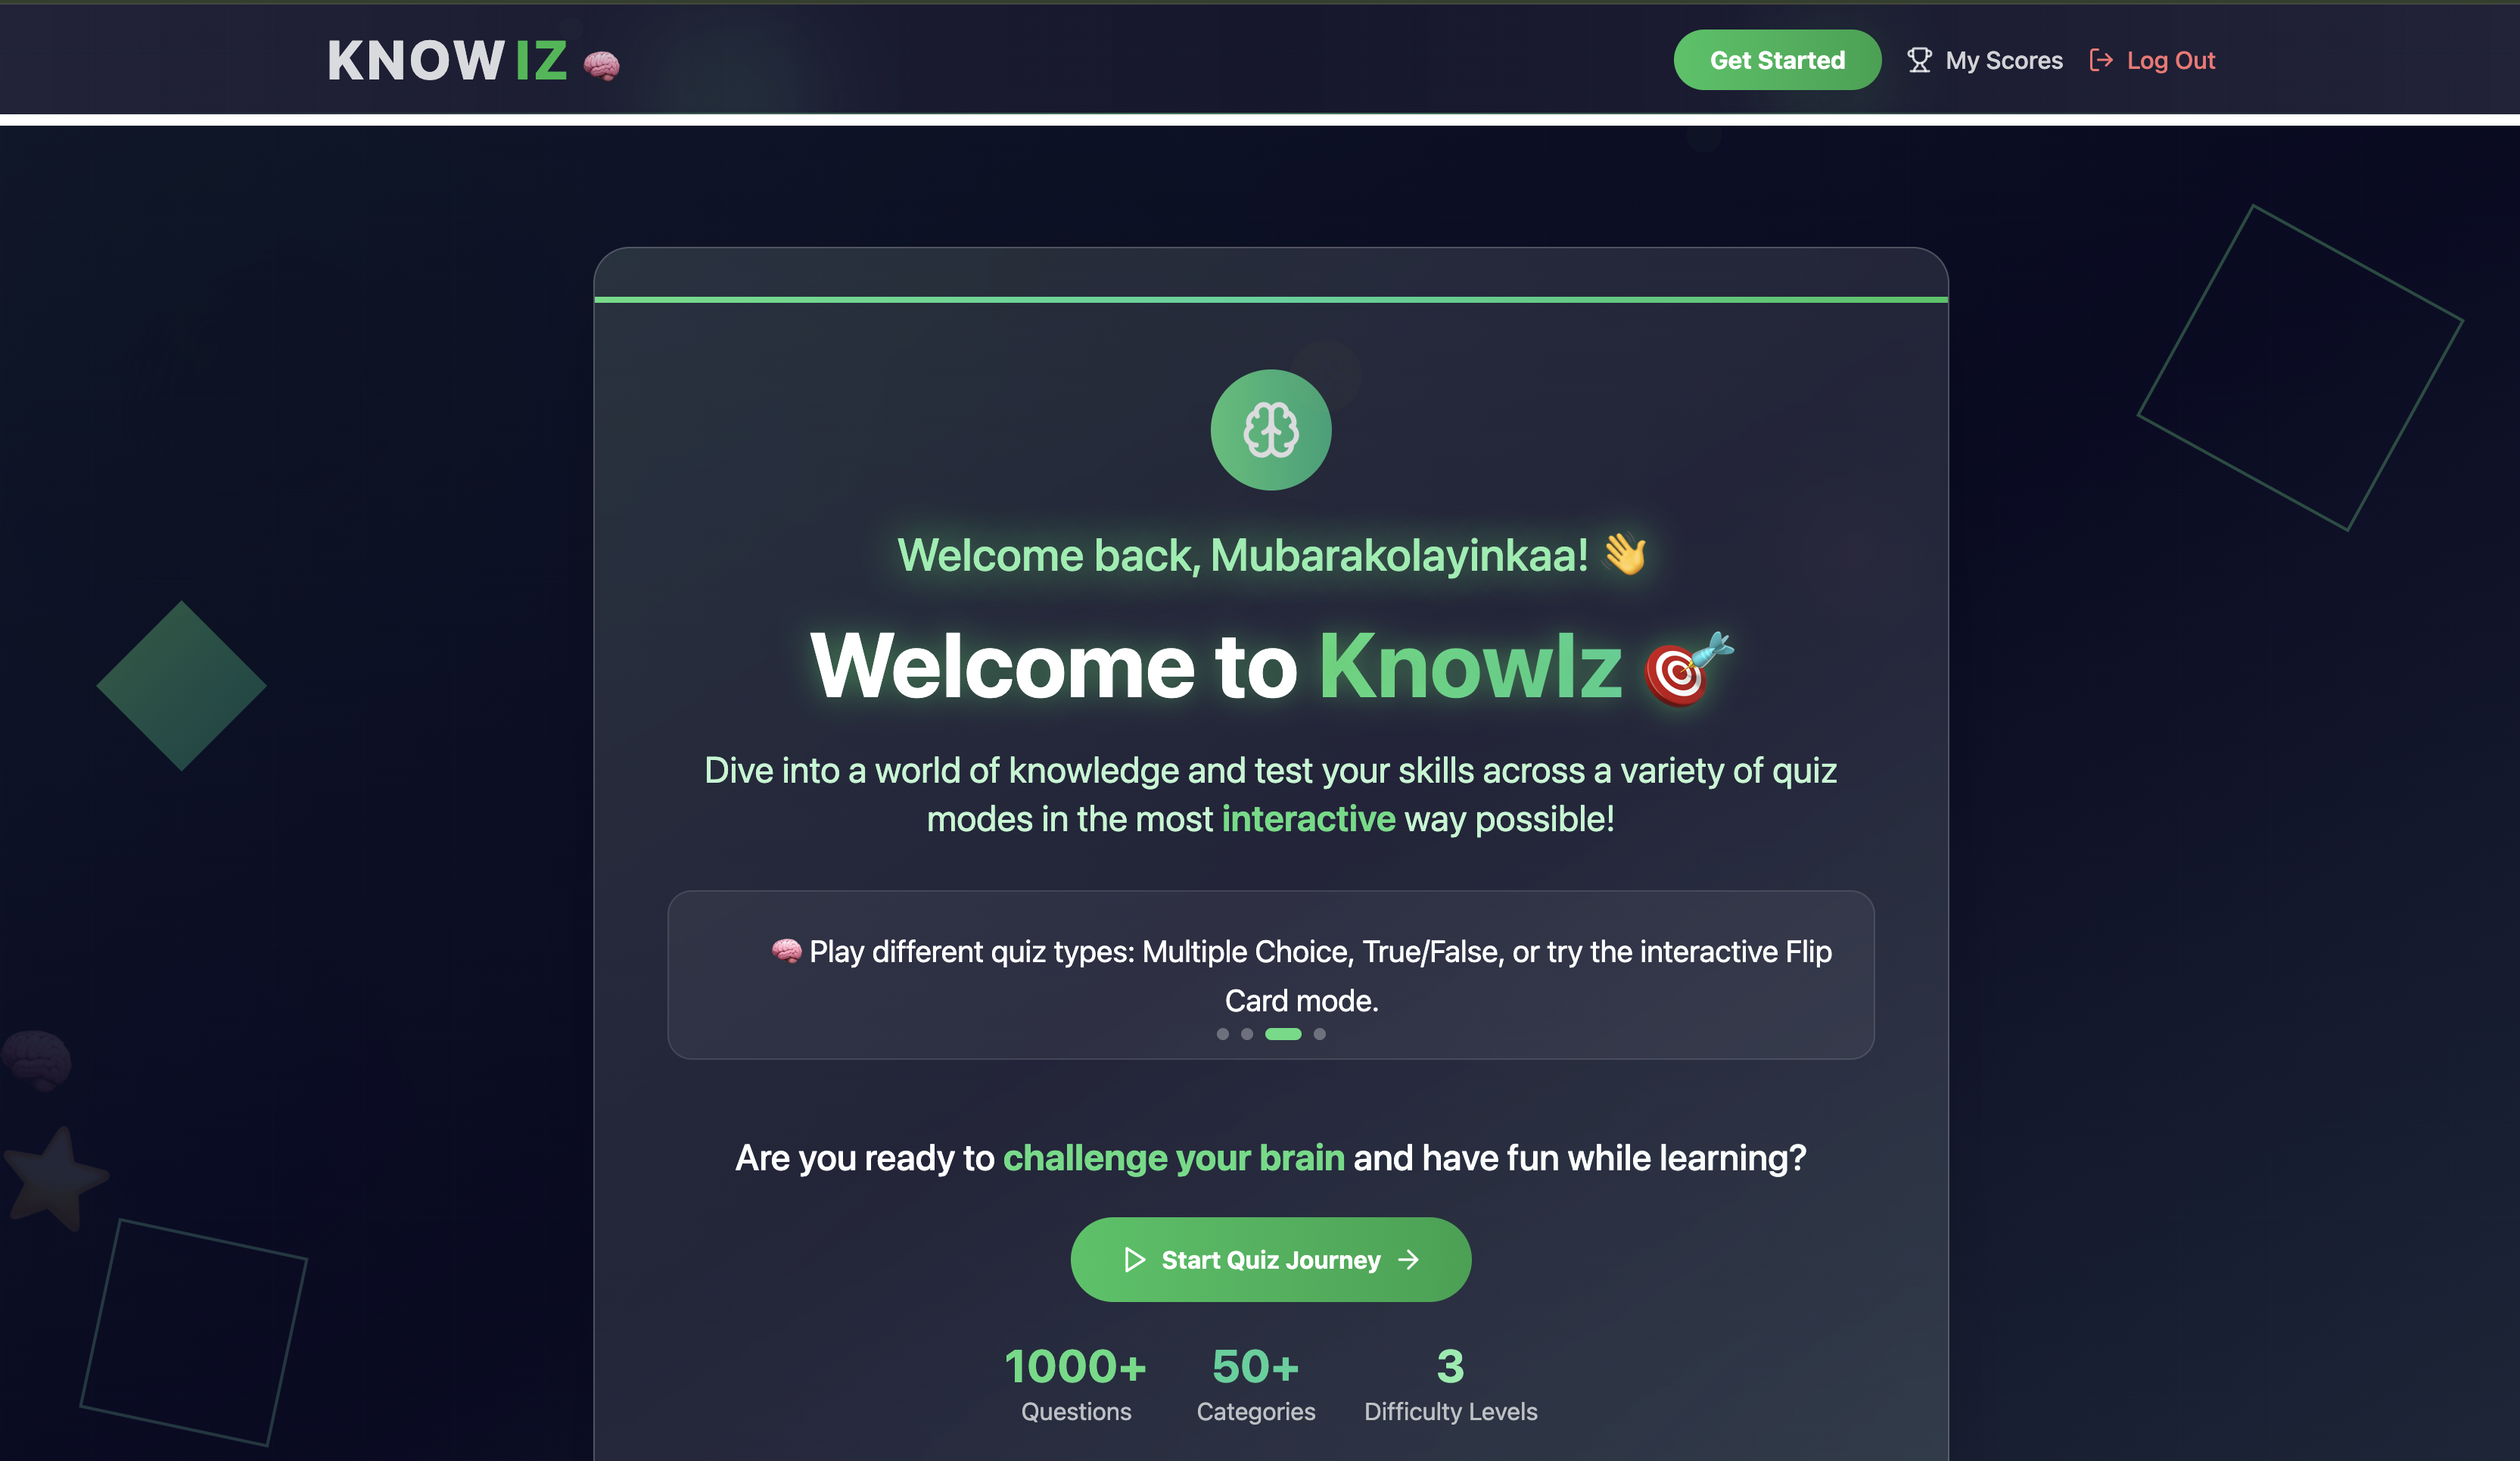 KNOWIZ 🧠
Get Started
My Scores
Log Out
Welcome back, Mubarakolayinkaa! 👋
Welcome to KnowIz 🎯
Dive into a world of knowledge and test your skills across a variety of quiz
modes in the most interactive way possible!
🧠 Play different quiz types: Multiple Choice, True/False, or try the interactive Flip
Card mode.
Are you ready to challenge your brain and have fun while learning?
Start Quiz Journey
1000+ 50+ 3
Questions Categories Difficulty Levels